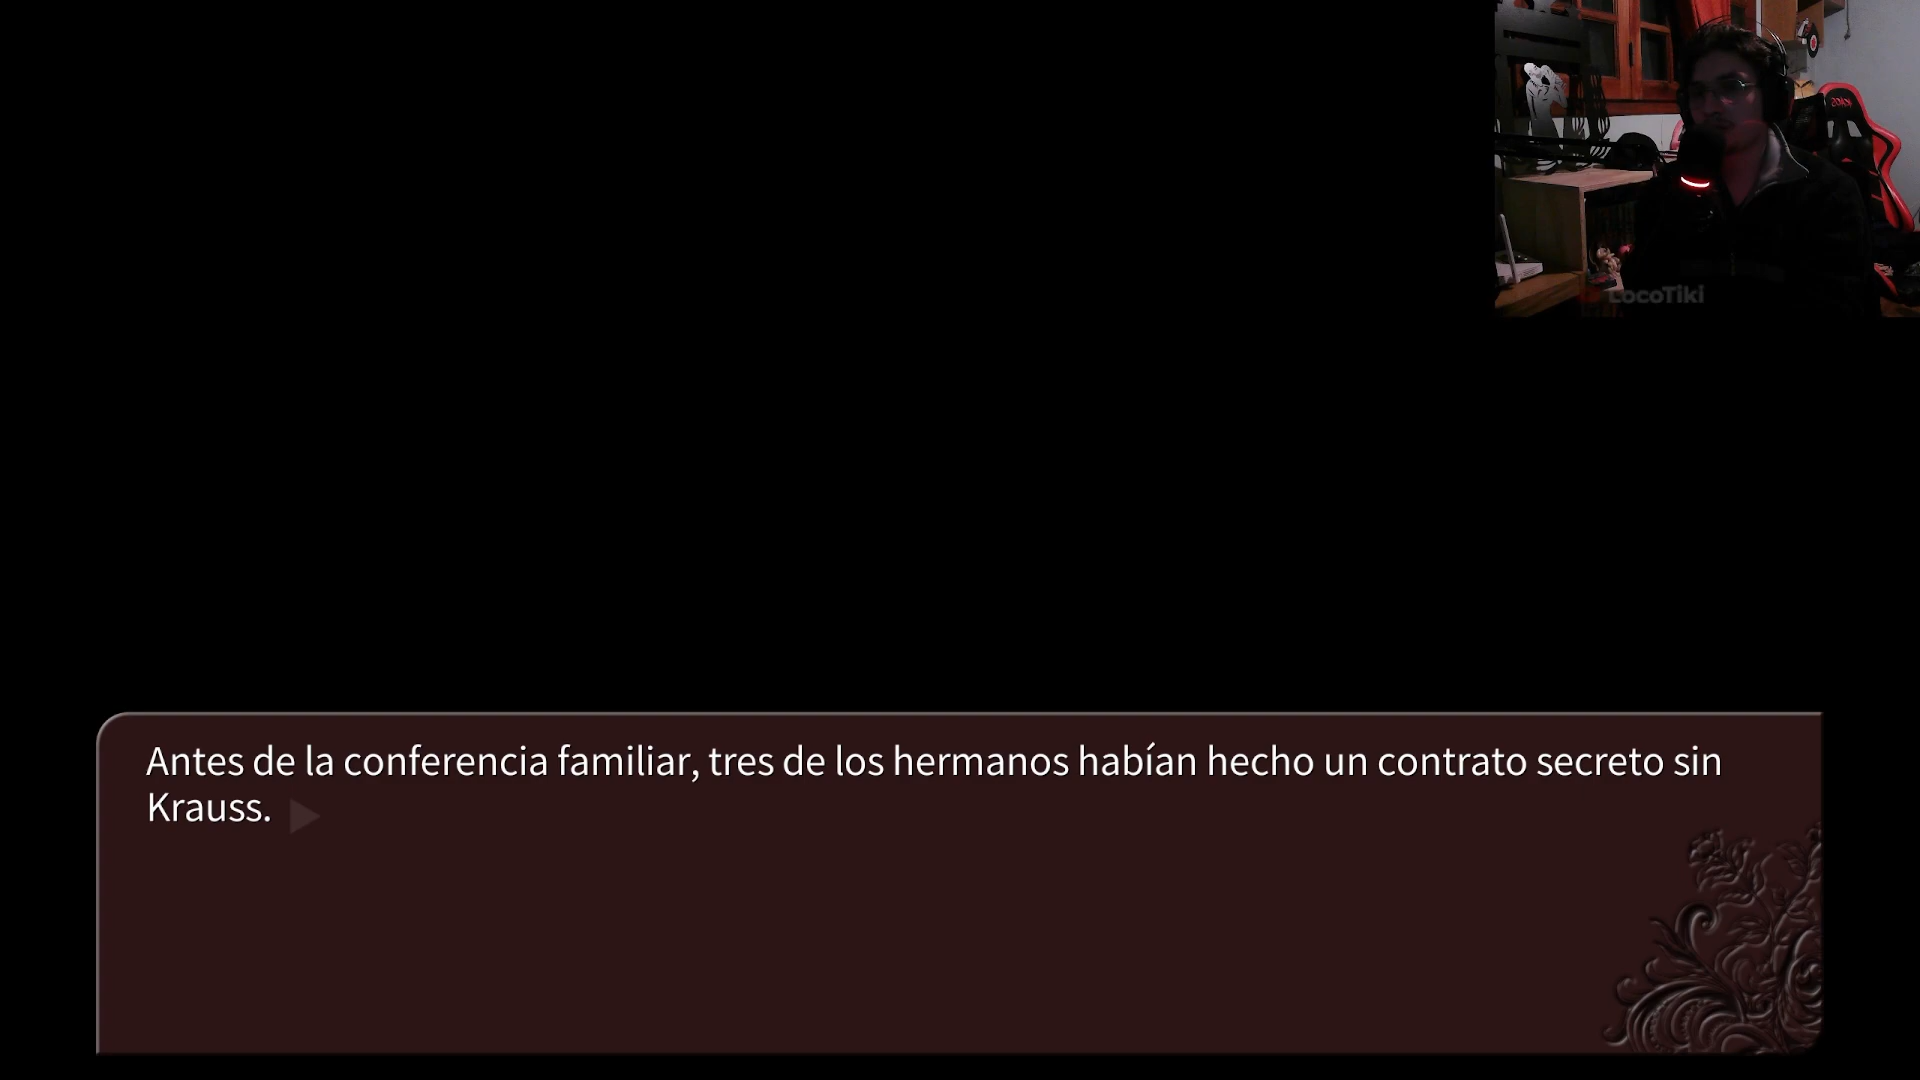 LocoTiki
Antes de la conferencia familiar, tres de los hermanos habían hecho un contrato secreto sin
Krauss.